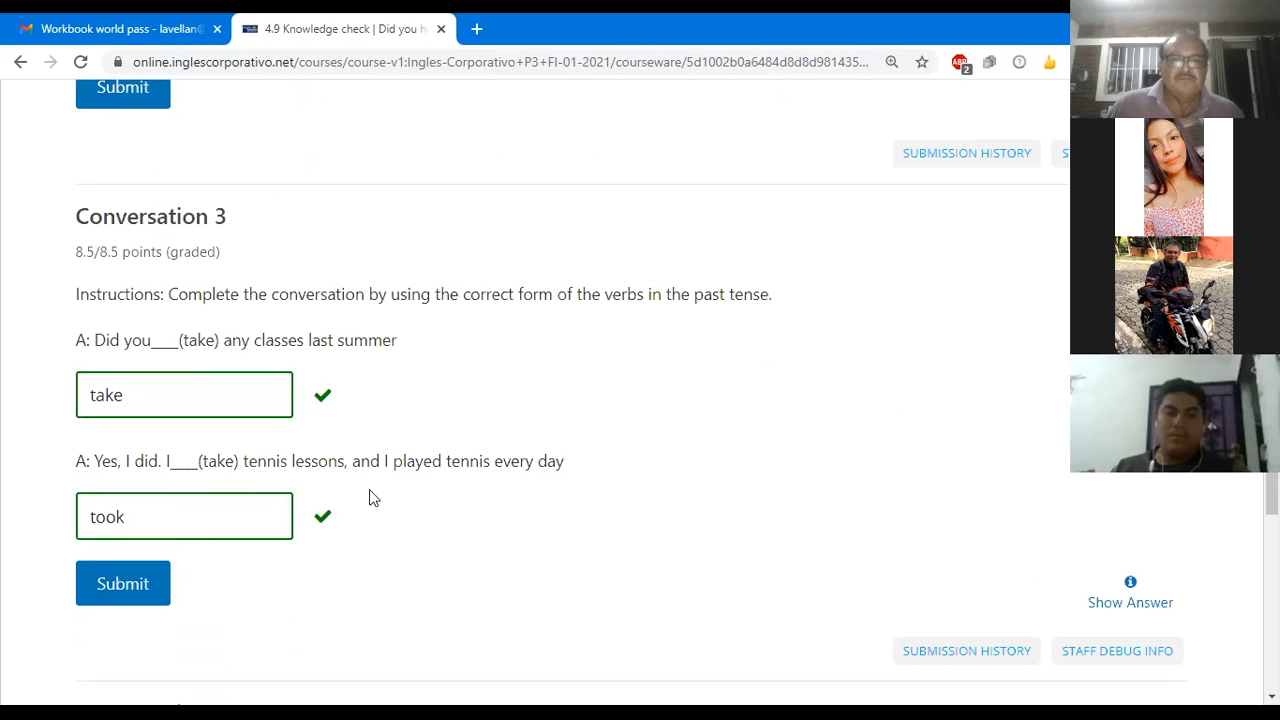 Workbook world pass - lavellan@
4.9 Knowledge check | Did you h
online.inglescorporativo.net/courses/course-v1:Ingles-Corporativo+P3+FI-01-2021/courseware/5d1002b0a6484d8d8d981435...
ABP
2
Submit
SUBMISSION HISTORY
Conversation 3
8.5/8.5 points (graded)
Instructions: Complete the conversation by using the correct form of the verbs in the past tense.
A: Did you___(take) any classes last summer
take
A: Yes, I did. I___(take) tennis lessons, and I played tennis every day
took
Submit
Show Answer
SUBMISSION HISTORY
STAFF DEBUG INFO